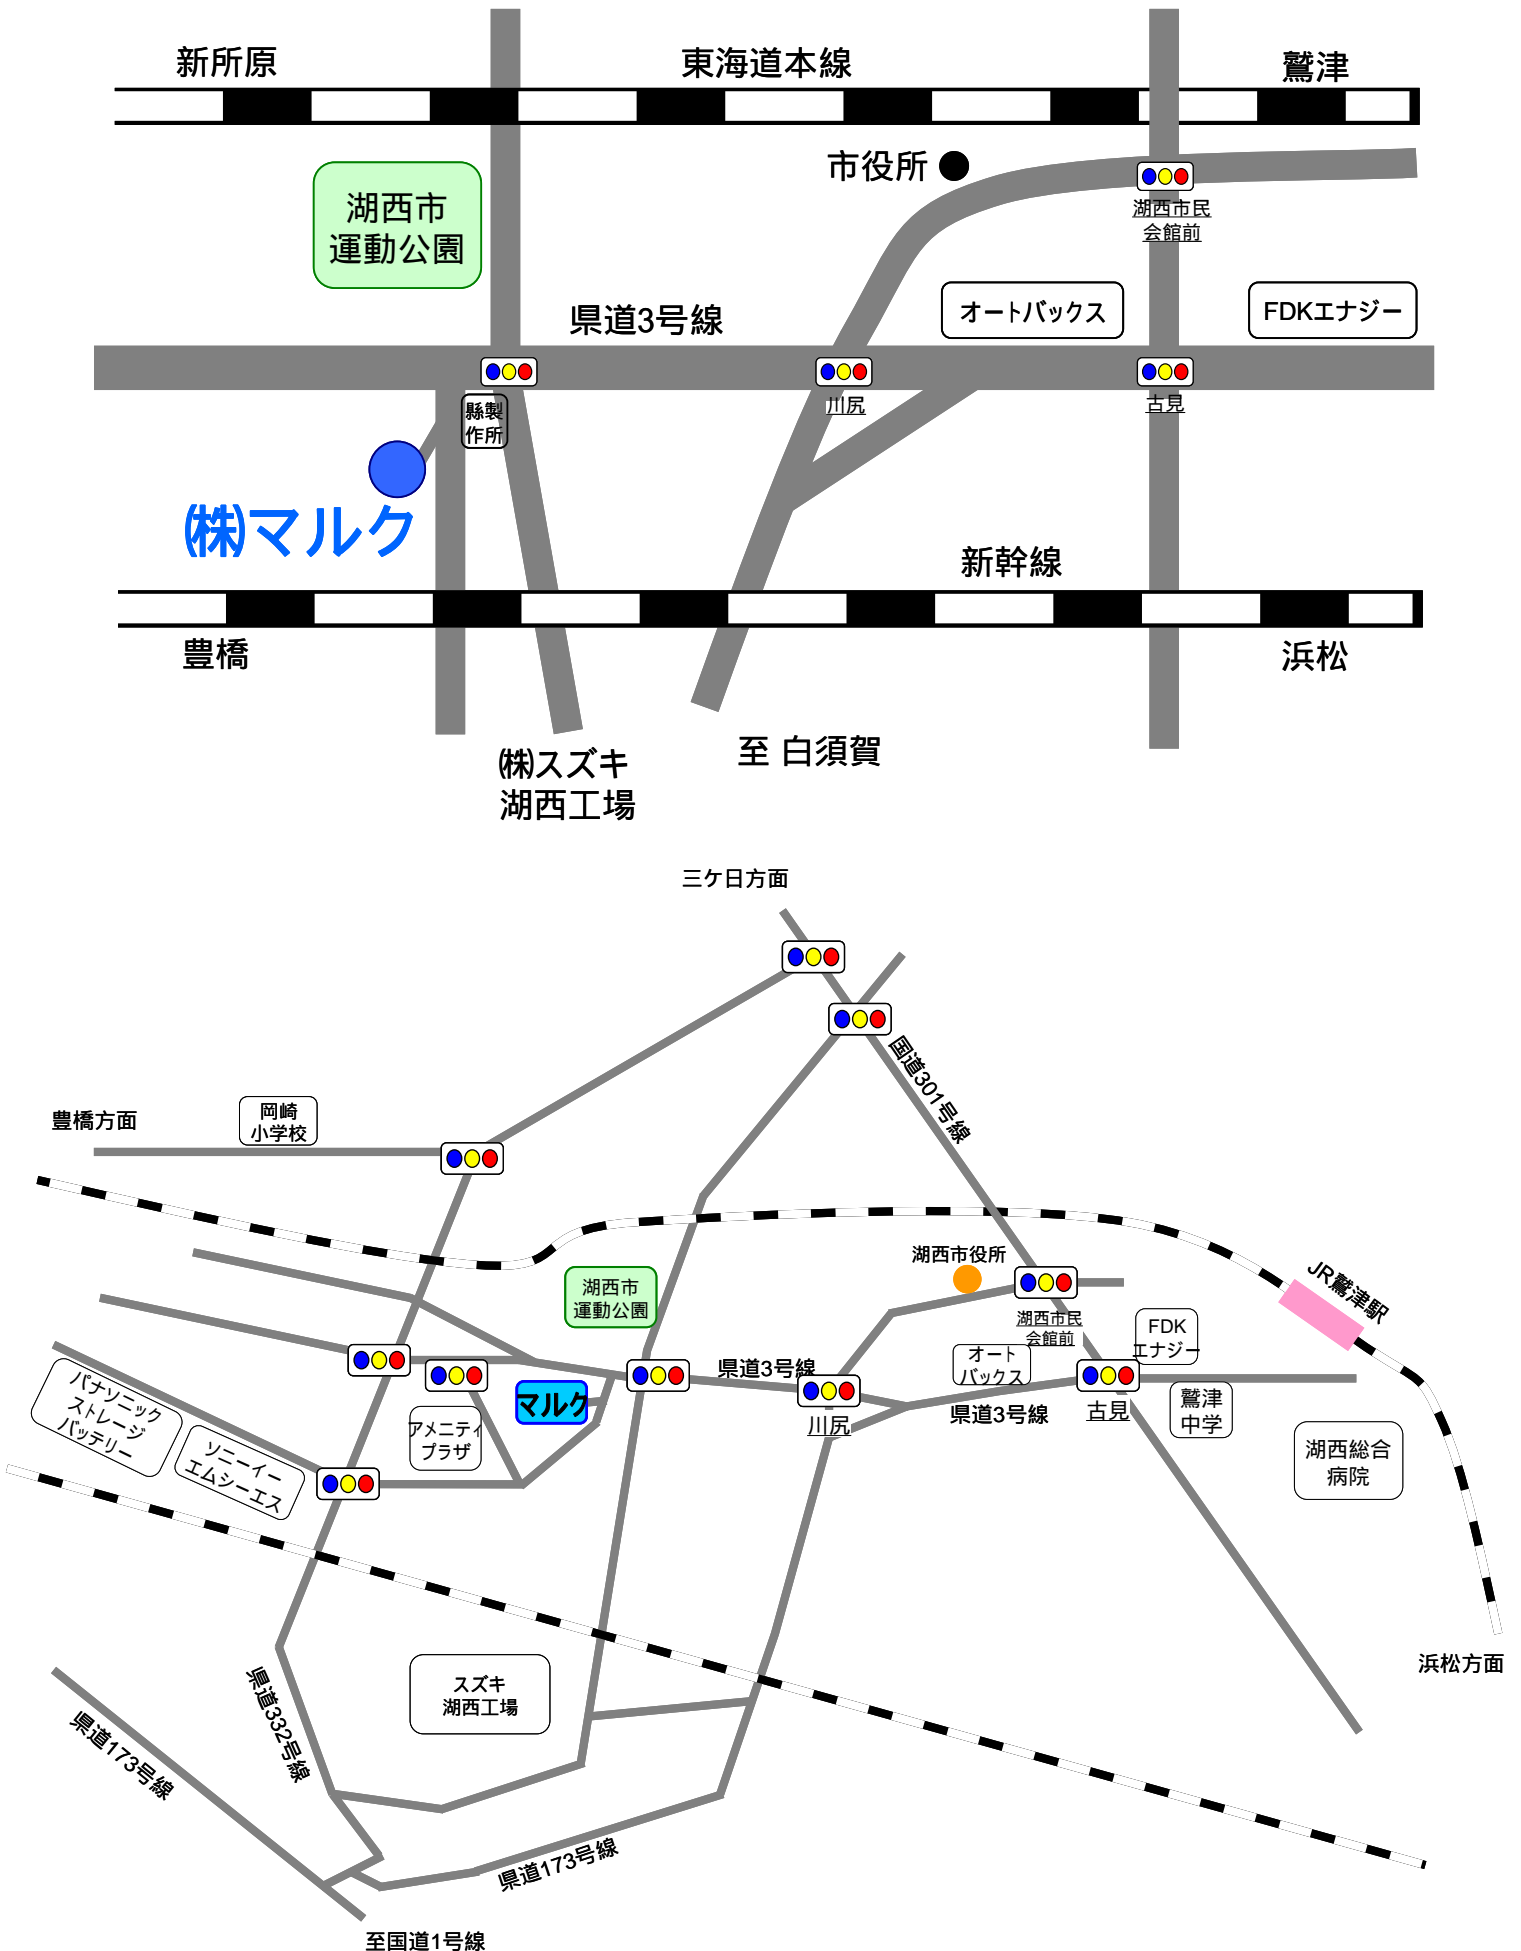 新所原
東海道本線
鷲津
市役所
湖西市
運動公園
湖西市民
会館前
県道3号線
オートバックス
FDKエナジー
縣製
作所
川尻
古見
㈱マルク
新幹線
豊橋
浜松
㈱スズキ
湖西工場
至 白須賀
三ケ日方面
国道301号線
豊橋方面
岡崎
小学校
湖西市役所
湖西市
運動公園
JR鷲津駅
湖西市民
会館前
FDK
エナジー
オート
バックス
県道3号線
パナソニック
ストレージ
バッテリー
マルク
アメニティ
プラザ
川尻
県道3号線
古見
鷲津
中学
ソニーイー
エムシーエス
湖西総合
病院
スズキ
湖西工場
浜松方面
県道332号線
県道173号線
県道173号線
至国道1号線